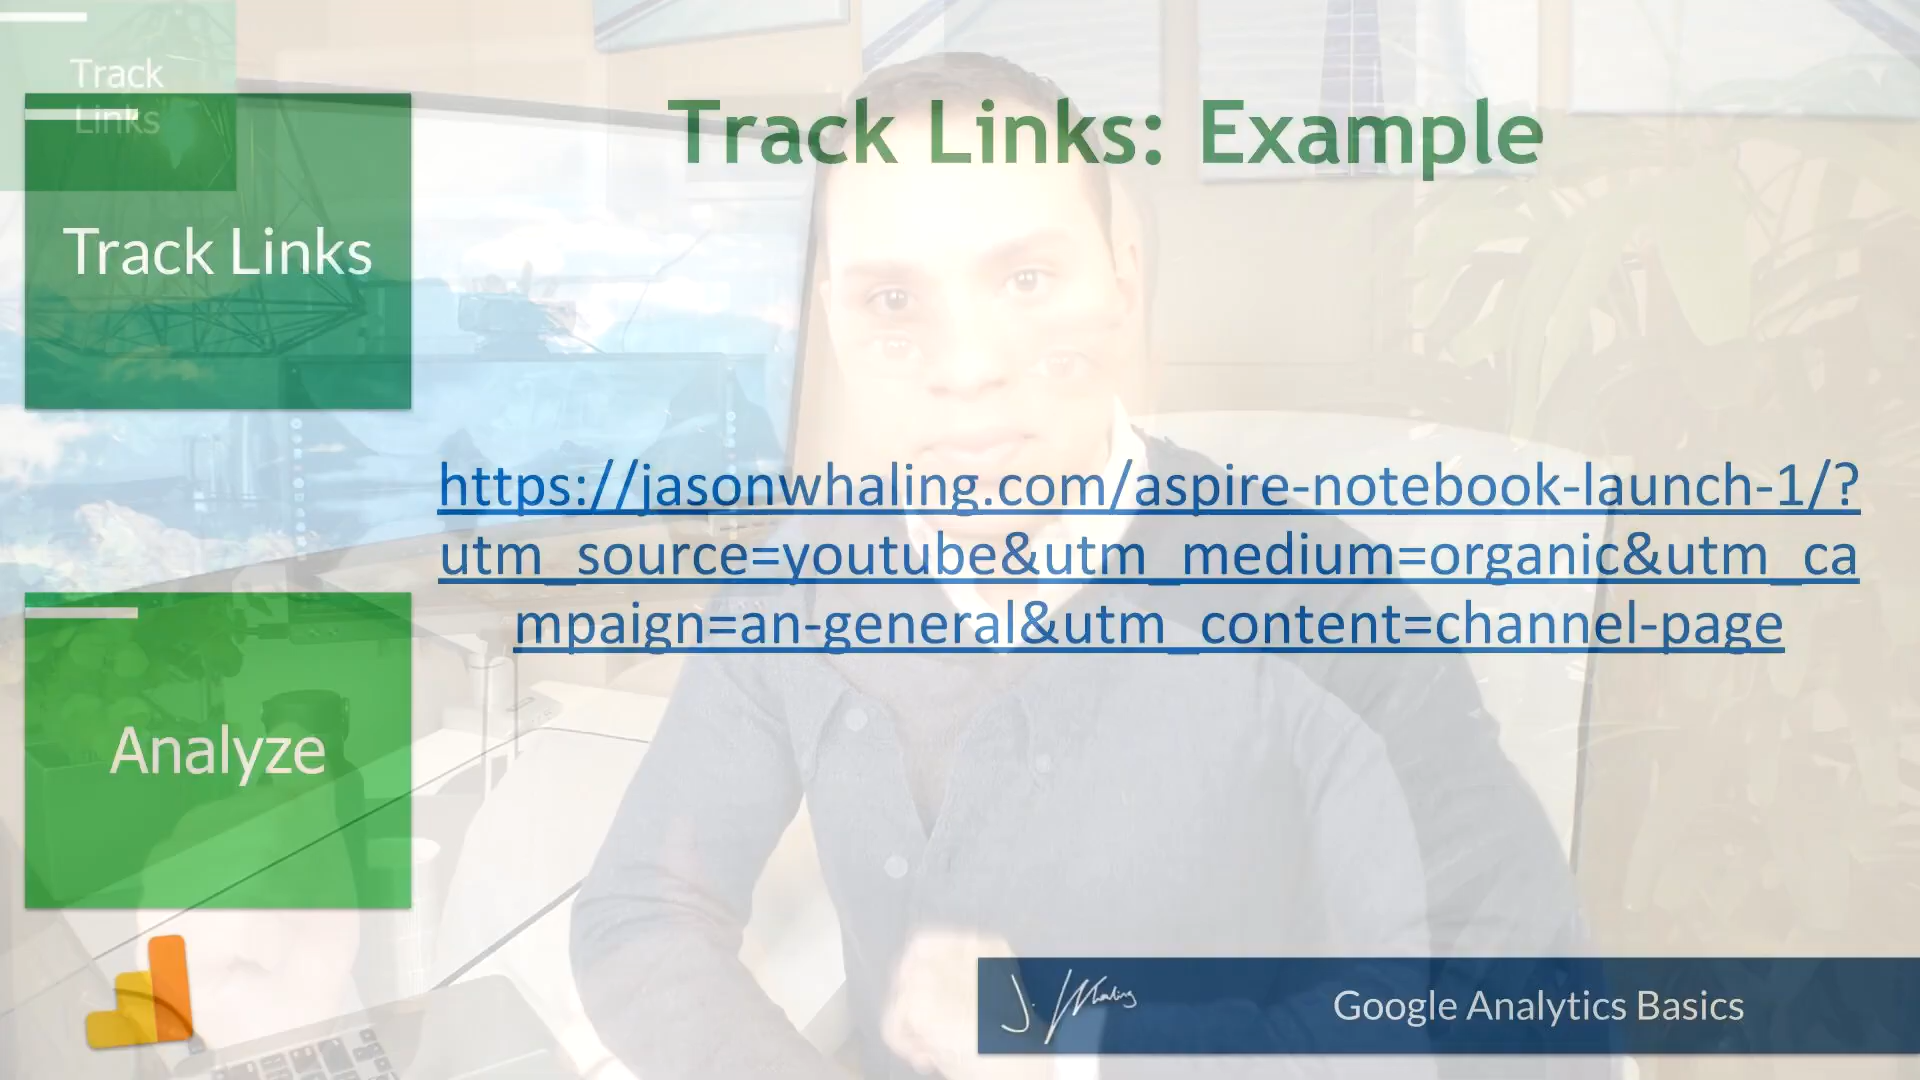 Track
Links
Track Links: Example
Track Links
https://jasonwhaling.com/aspire-notebook-launch-1/?
utm_source=youtube&utm_medium=organic&utm_ca
mpaign=an-general&utm_content=channel-page
Analyze
J. Whaling
Google Analytics Basics